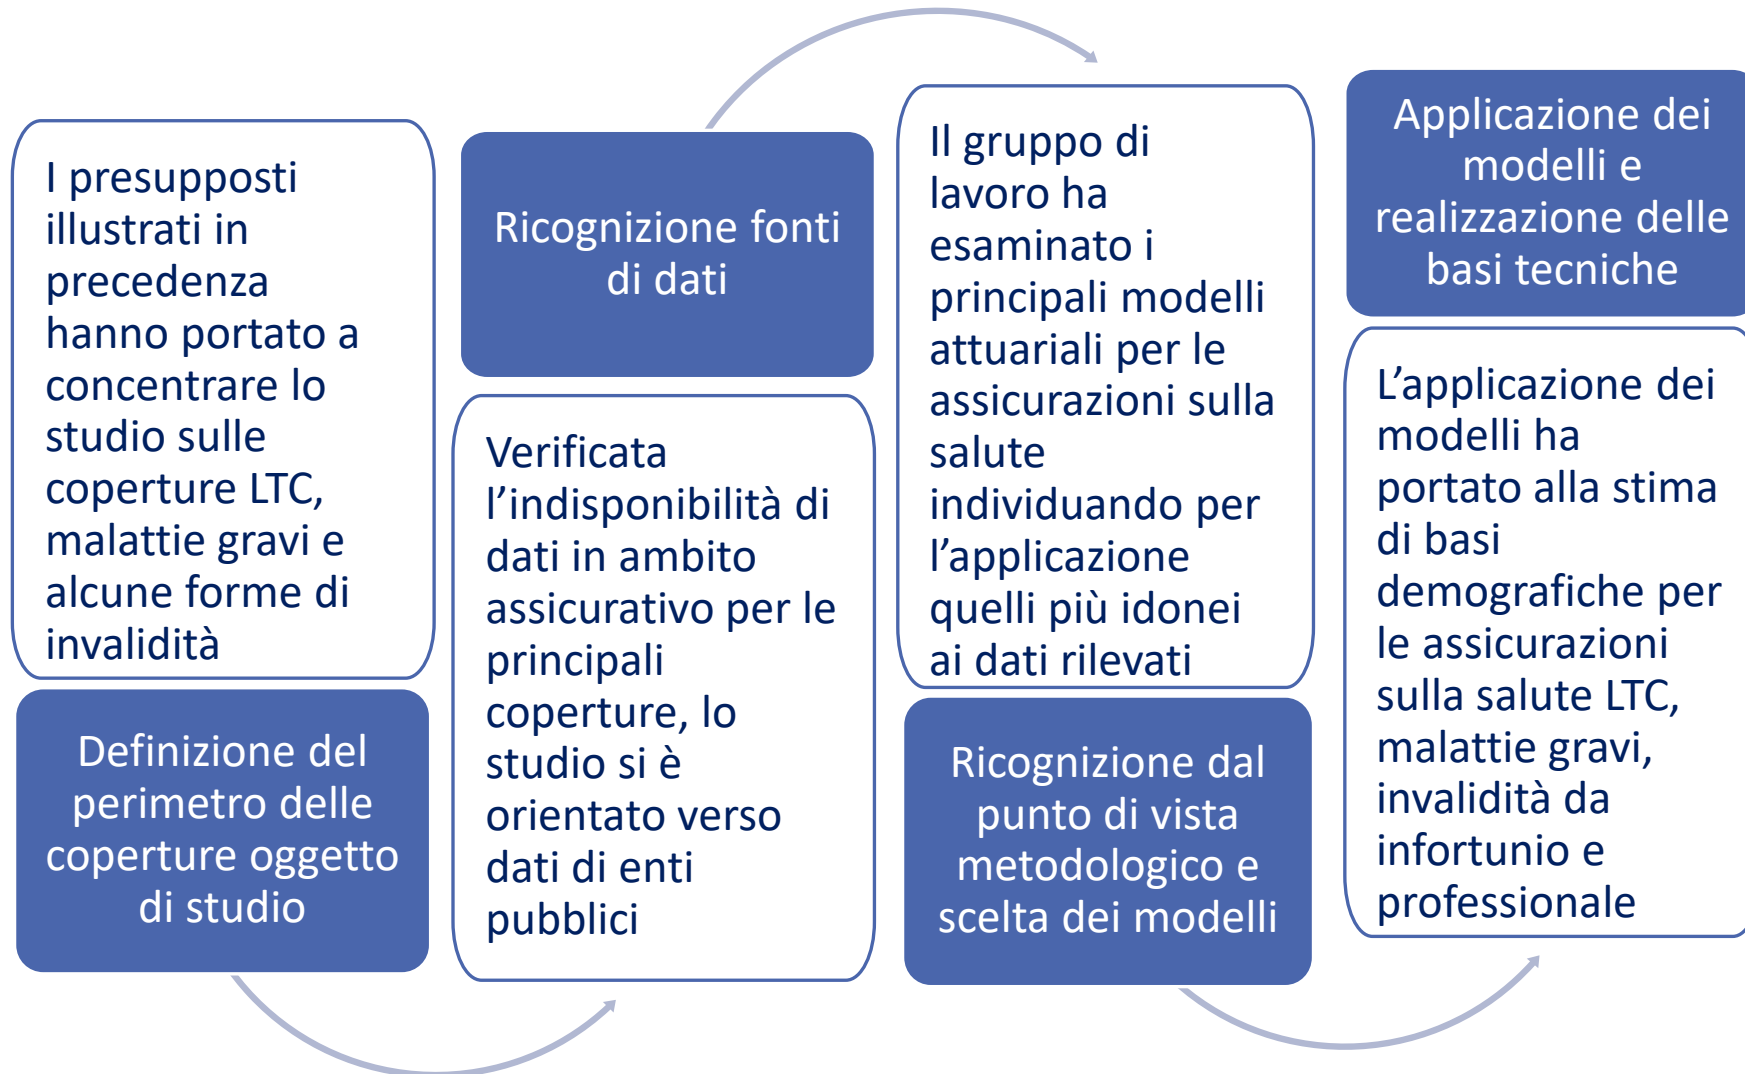 I presupposti
illustrati in
precedenza
hanno portato a
concentrare lo
studio sulle
coperture LTC,
malattie gravi e
alcune forme di
invalidità
Definizione del
perimetro delle
coperture oggetto
di studio
Ricognizione fonti
di dati
Verificata
l’indisponibilità di
dati in ambito
assicurativo per le
principali
coperture, lo
studio si è
orientato verso
dati di enti
pubblici
Il gruppo di
lavoro ha
esaminato i
principali modelli
attuariali per le
assicurazioni sulla
salute
individuando per
l’applicazione
quelli più idonei
ai dati rilevati
Ricognizione dal
punto di vista
metodologico e
scelta dei modelli
Applicazione dei
modelli e
realizzazione delle
basi tecniche
L’applicazione dei
modelli ha
portato alla stima
di basi
demografiche per
le assicurazioni
sulla salute LTC,
malattie gravi,
invalidità da
infortunio e
professionale